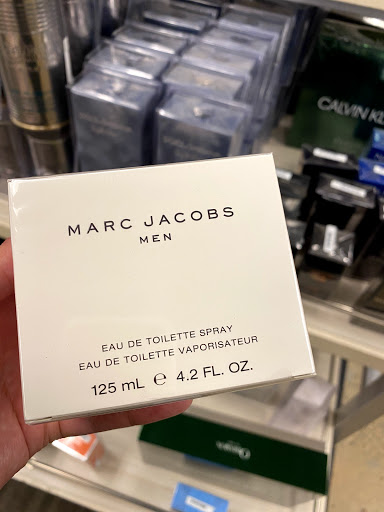 CALVIN KL
MARC JACOBS
MEN
EAU DE TOILETTE SPRAY
EAU DE TOILETTE VAPORISATEUR
125 mL ℮ 4.2 FL. OZ.